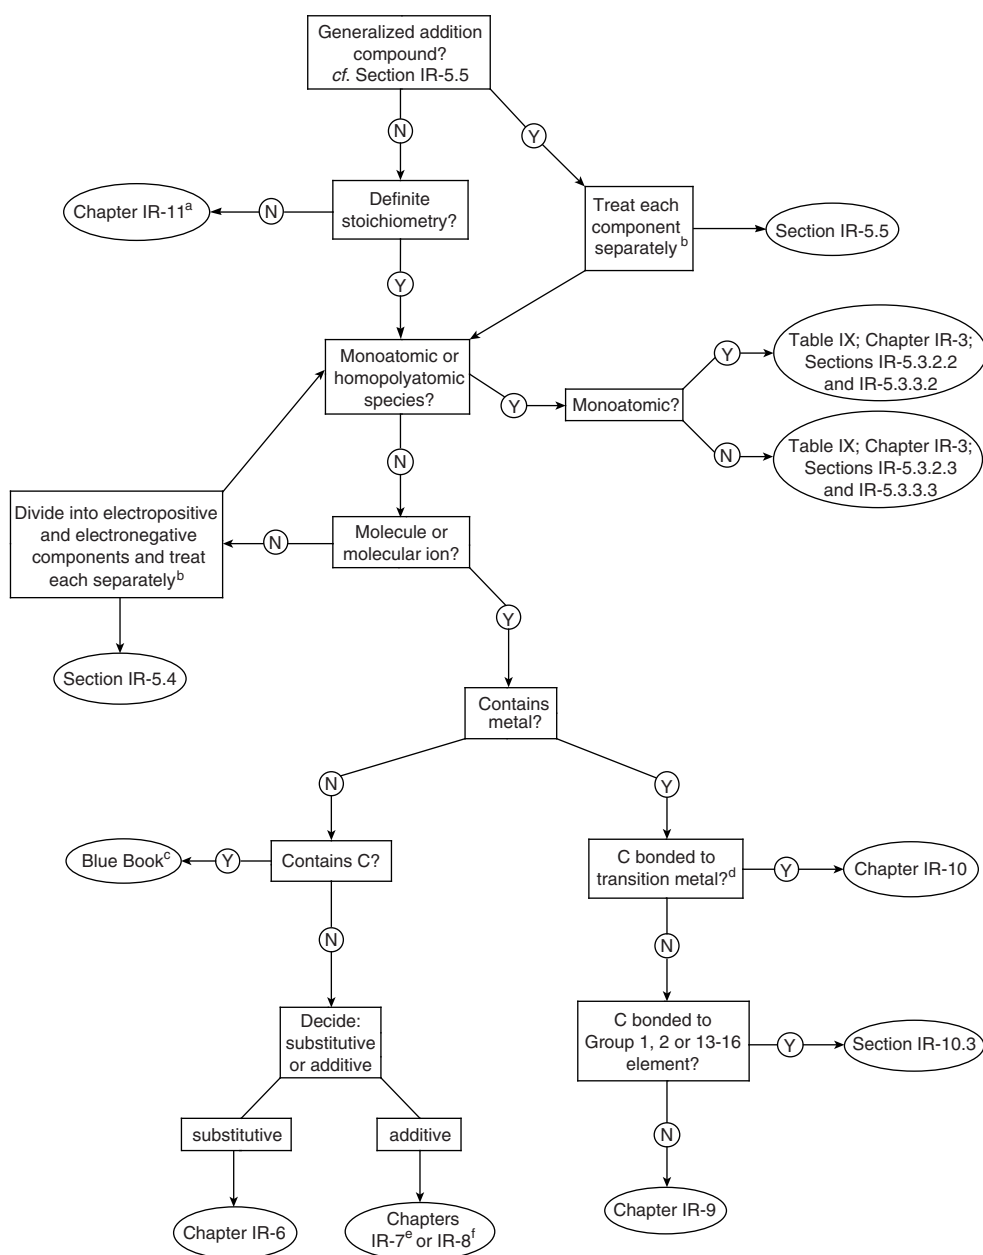 Generalized addition
compound?
cf. Section IR-5.5
N
Y
Chapter IR-11a
N
Definite
stoichiometry?
Treat each
component
separately b
Section IR-5.5
Y
Monoatomic or
homopolyatomic
species?
Y
Monoatomic?
Y
Table IX; Chapter IR-3;
Sections IR-5.3.2.2
and IR-5.3.3.2
N
Table IX; Chapter IR-3;
Sections IR-5.3.2.3
and IR-5.3.3.3
N
Divide into electropositive
and electronegative
components and treat
each separatelyb
N
Molecule or
molecular ion?
Section IR-5.4
Y
Contains
metal?
N
Y
Blue Bookc
Y
Contains C?
C bonded to
transition metal?d
Y
Chapter IR-10
N
N
Decide:
substitutive
or additive
C bonded to
Group 1, 2 or 13-16
element?
Y
Section IR-10.3
substitutive
additive
N
Chapter IR-6
Chapters
IR-7e or IR-8f
Chapter IR-9